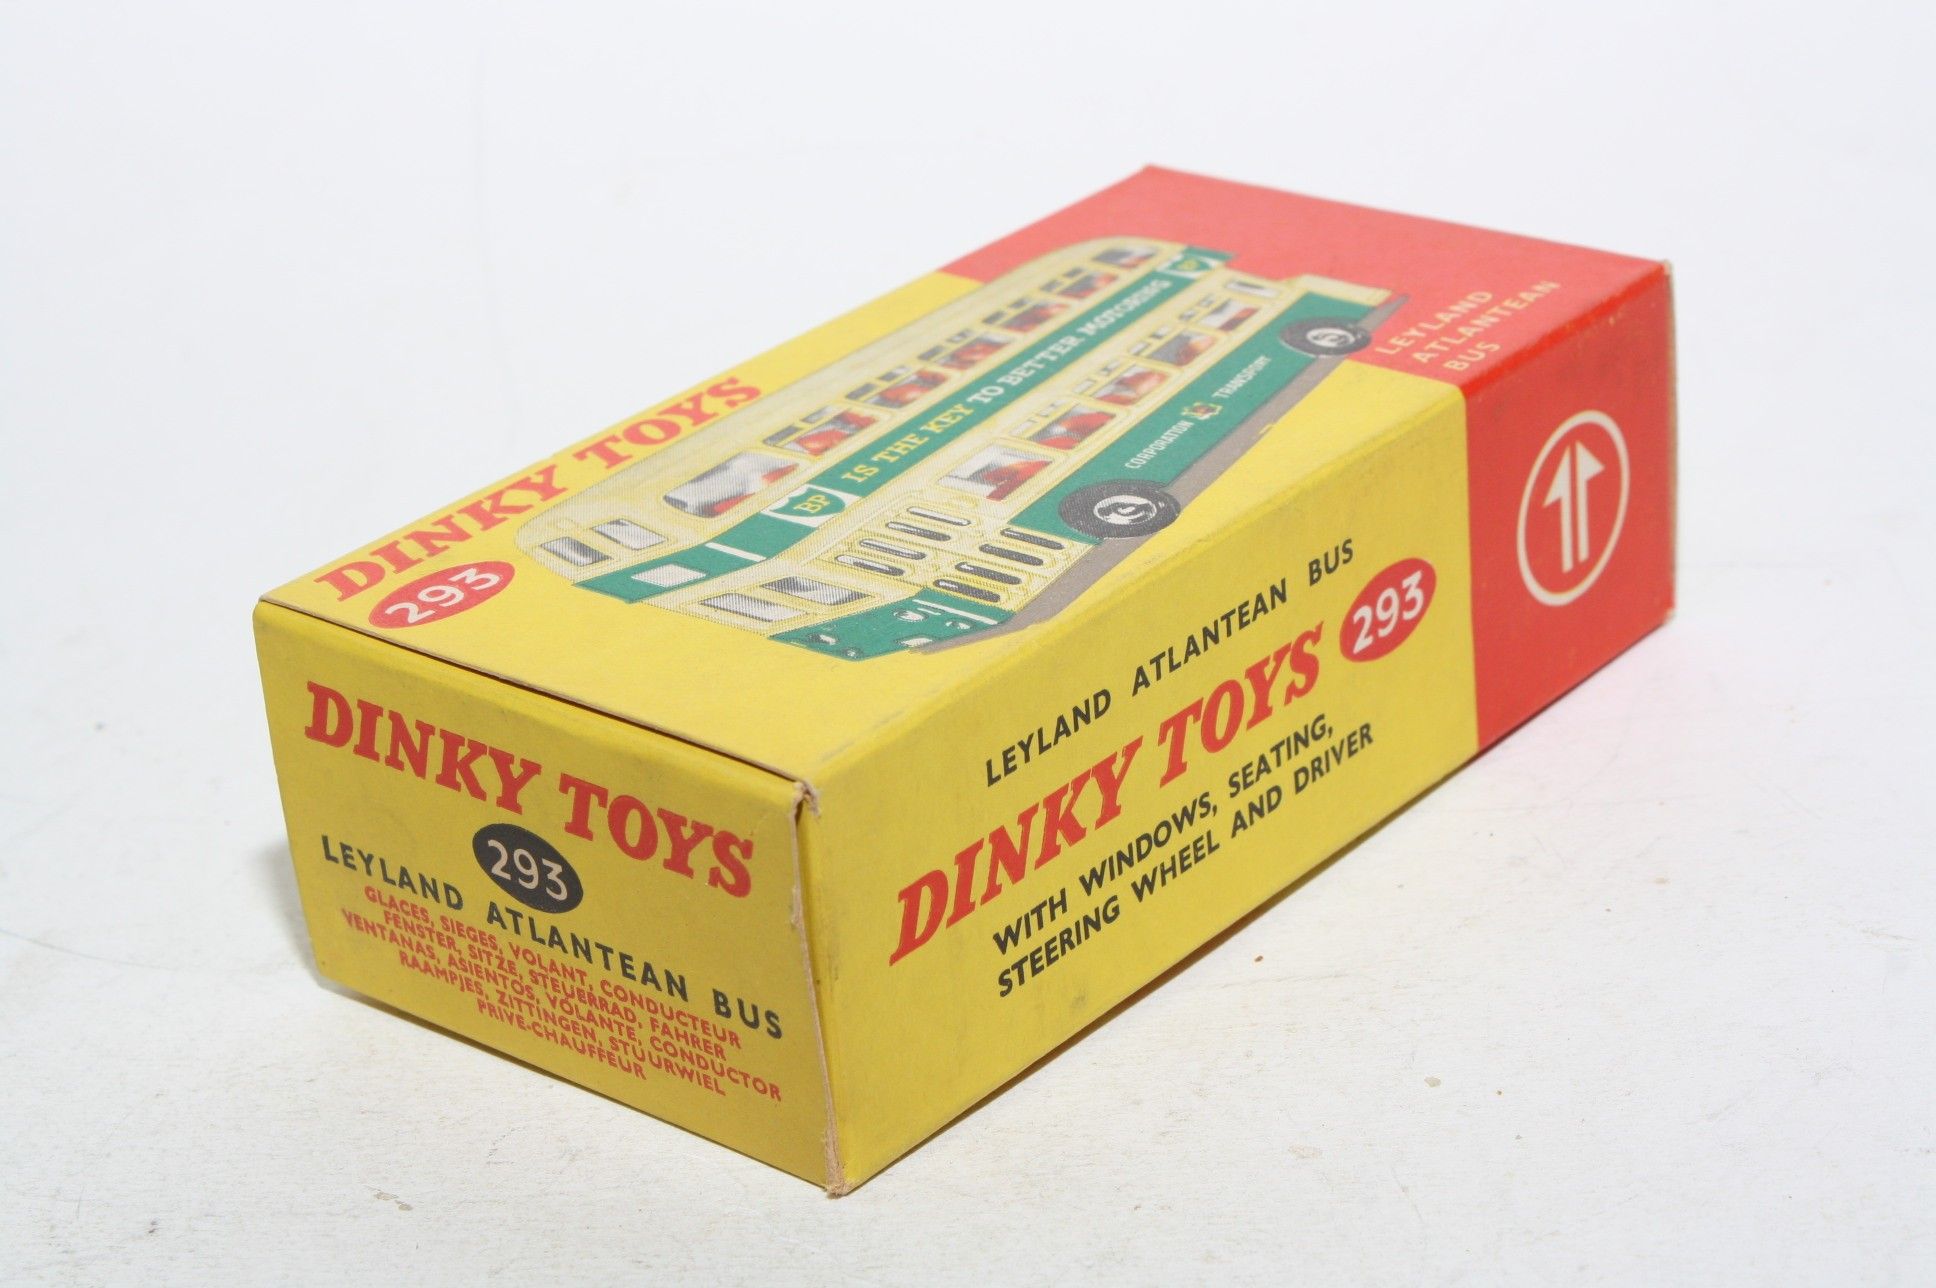 DINKY TOYS
293
BP IS THE KEY TO BETTER MOTORING BP
CORPORATION TRANSPORT
LEYLAND
ATLANTEAN
BUS
DINKY TOYS
293
LEYLAND ATLANTEAN BUS
GLACES, SIEGES, VOLANT, CONDUCTEUR
FENSTER, SITZE, STEUERRAD, FAHRER
VENTANAS, ASIENTOS, VOLANTE, CONDUCTOR
RAAMPJES, ZITTINGEN, STUURWIEL
PRIVE-CHAUFFEUR
LEYLAND ATLANTEAN BUS
DINKY TOYS 293
WITH WINDOWS, SEATING,
STEERING WHEEL AND DRIVER